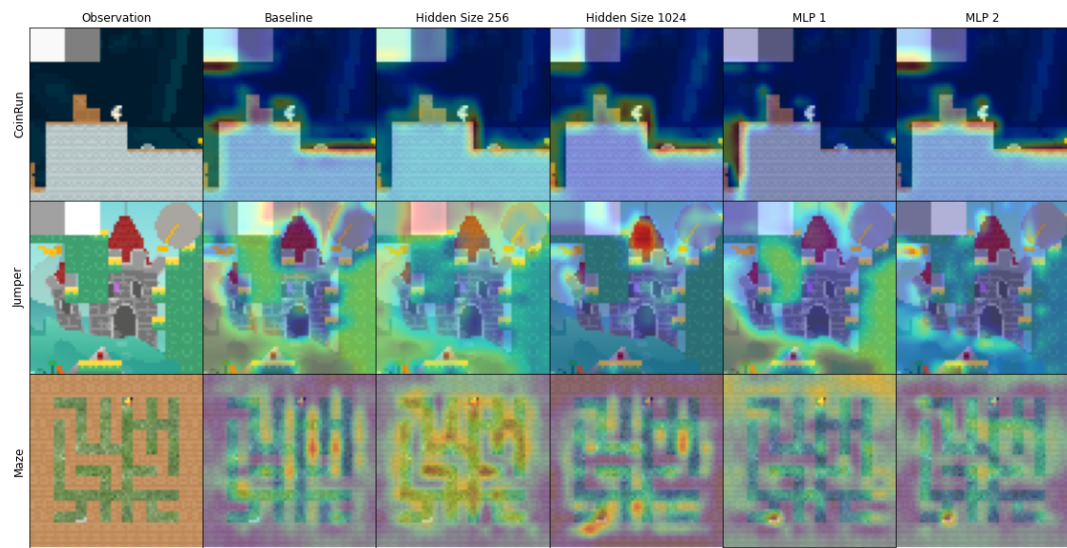 Observation Baseline Hidden Size 256 Hidden Size 1024 MLP 1 MLP 2
CoinRun
Jumper
Maze